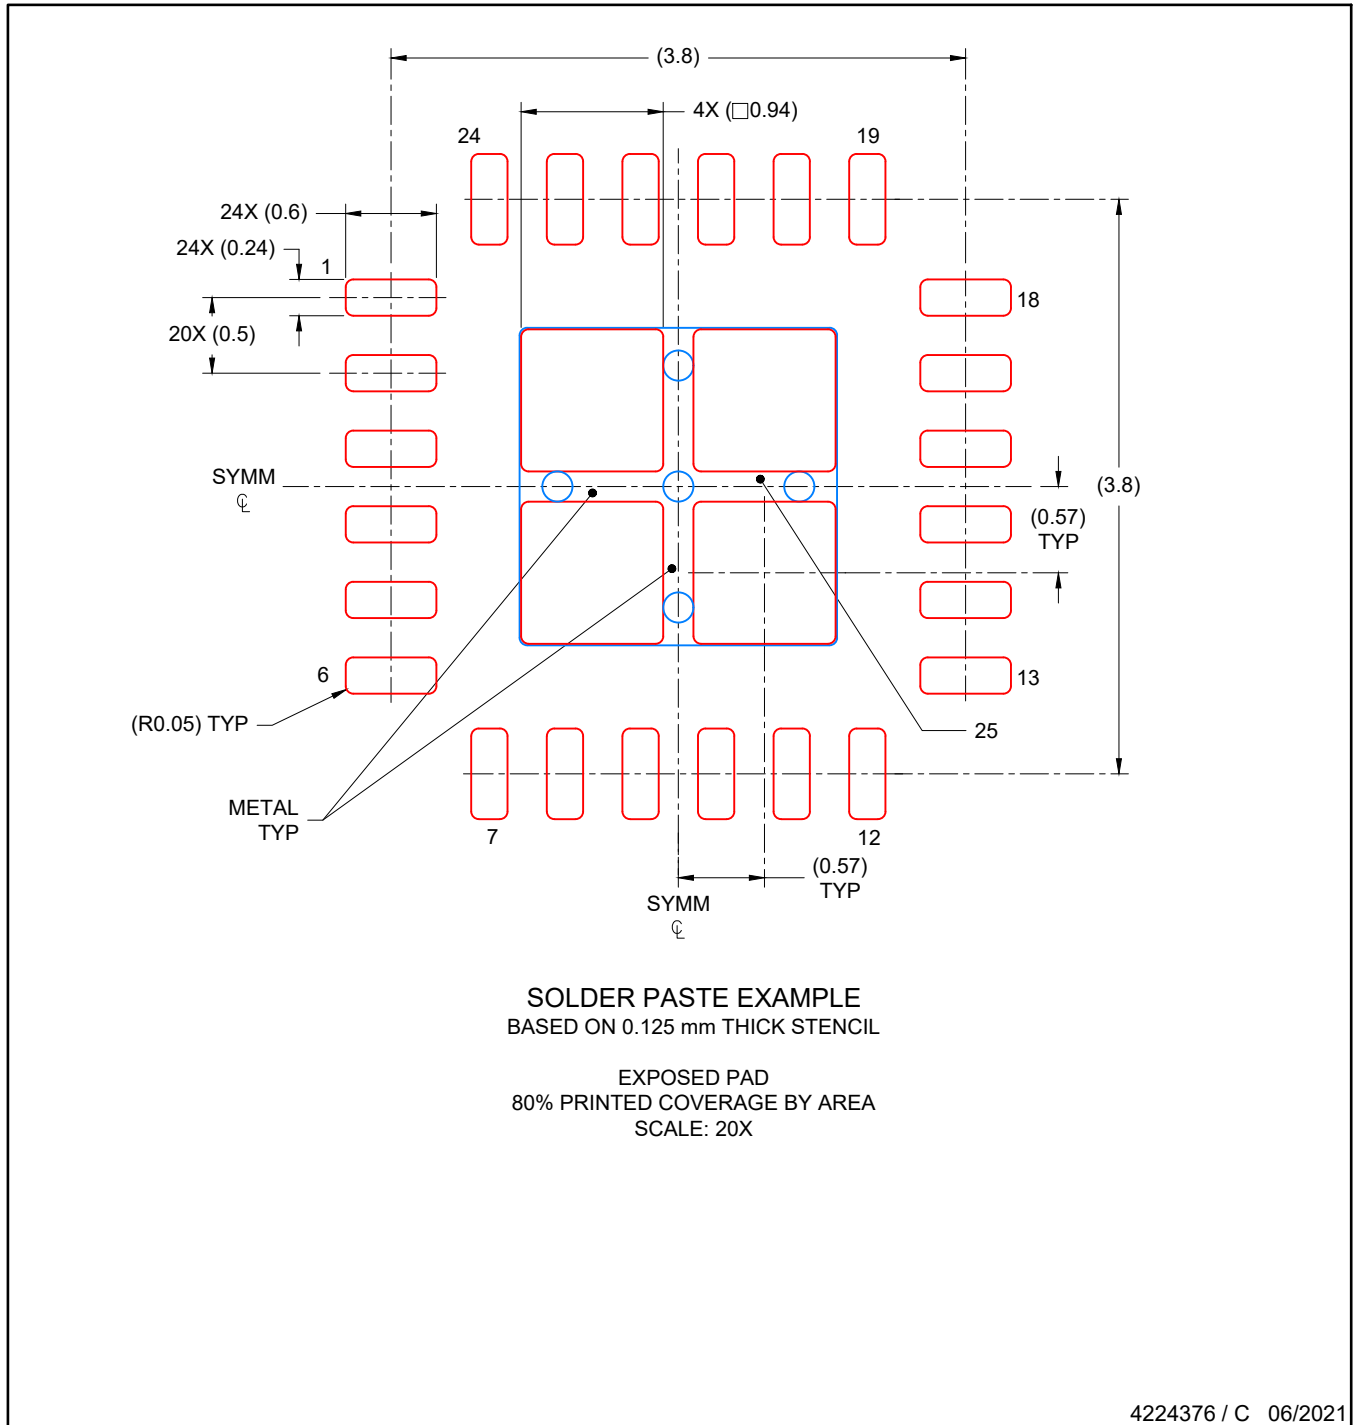 (3.8)
4X (□0.94)
24
19
24X (0.6)
24X (0.24)
1
18
20X (0.5)
SYMM
℄
(3.8)
(0.57)
TYP
6
13
(R0.05) TYP
25
METAL
TYP
7
12
(0.57)
TYP
SYMM
℄
SOLDER PASTE EXAMPLE
BASED ON 0.125 mm THICK STENCIL
EXPOSED PAD
80% PRINTED COVERAGE BY AREA
SCALE: 20X
4224376 / C 06/2021